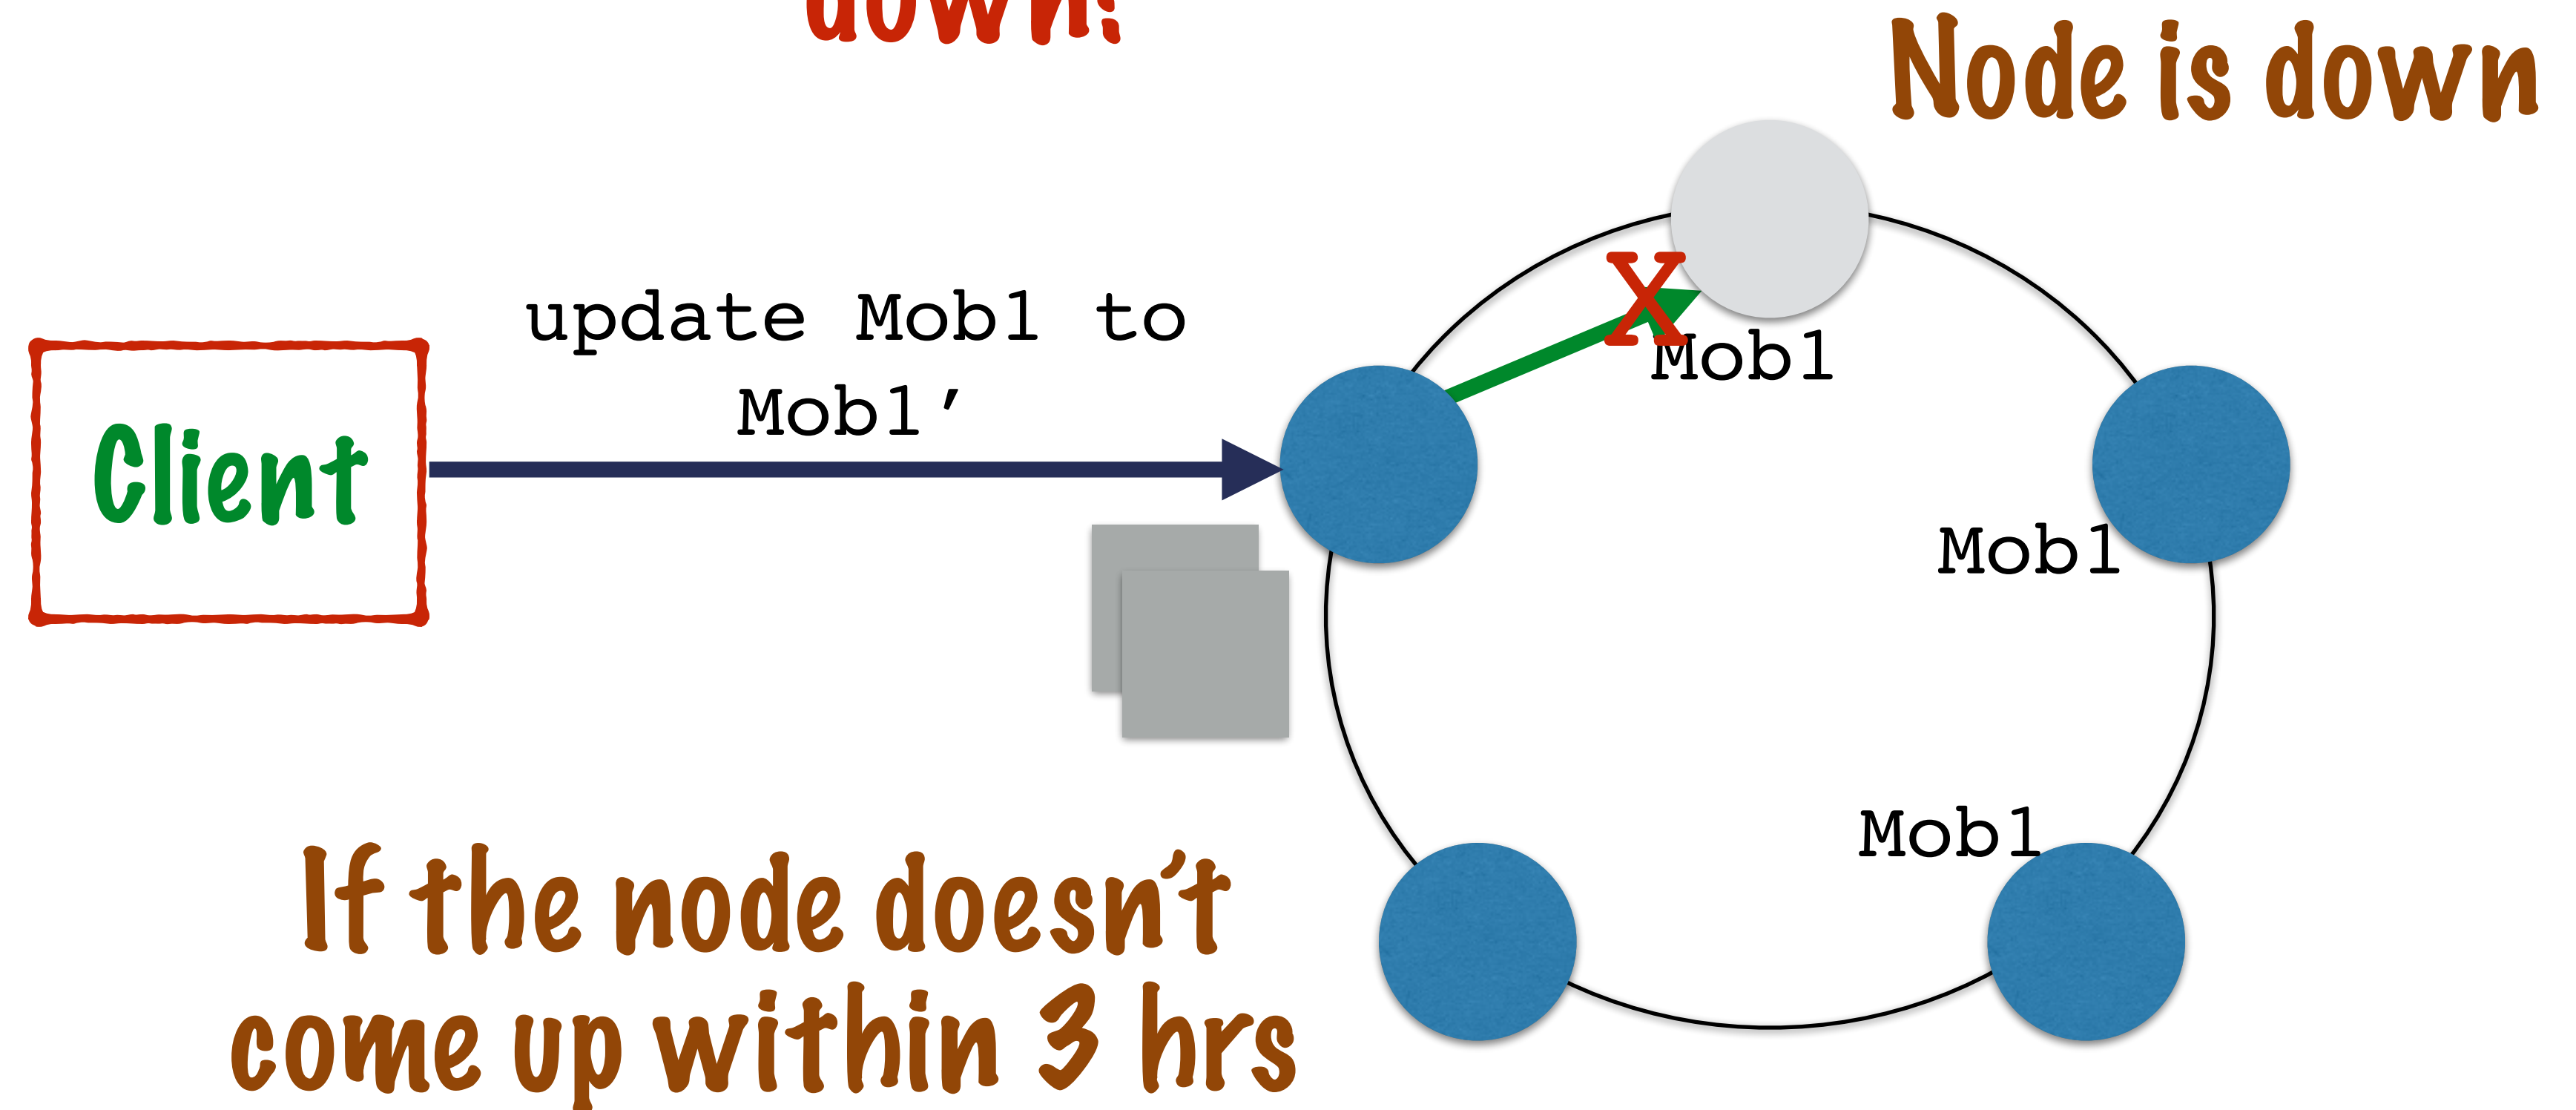 down?
Node is down
update Mob1 to
Mob1′
X
Mob1
Client
Mob1
Mob1
If the node doesn't
come up within 3 hrs